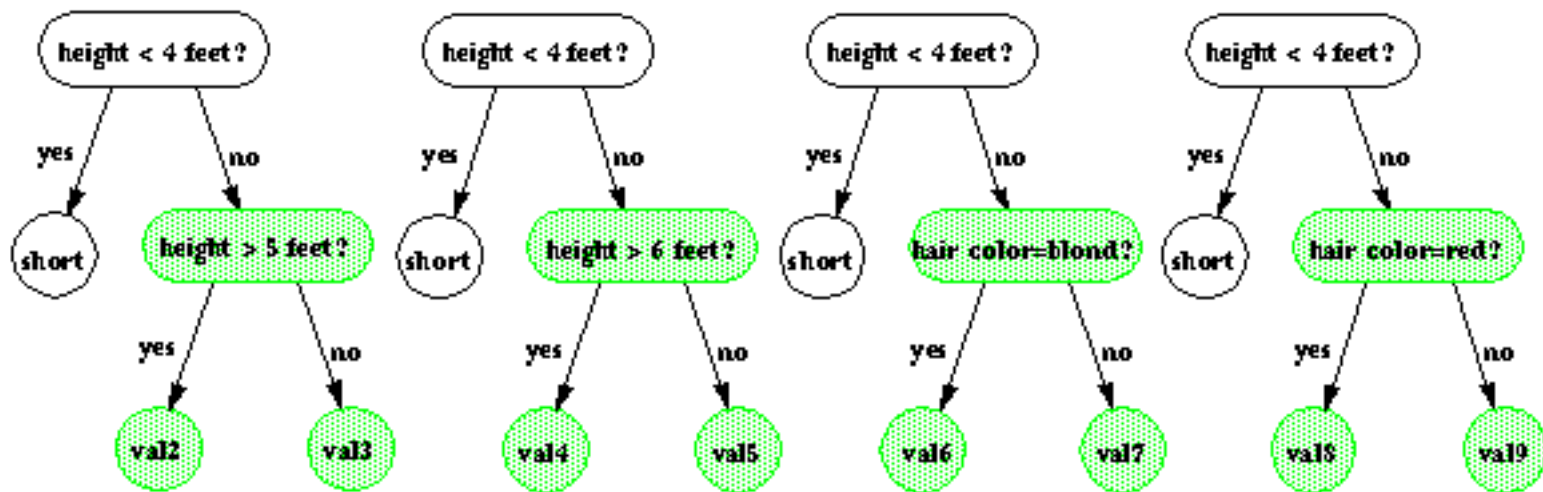 height < 4 feet? height < 4 feet? height < 4 feet? height < 4 feet?
yes no yes no yes no yes no
short height > 5 feet? short height > 6 feet? short hair color=blond? short hair color=red?
yes no yes no yes no yes no
val2 val3 val4 val5 val6 val7 val8 val9